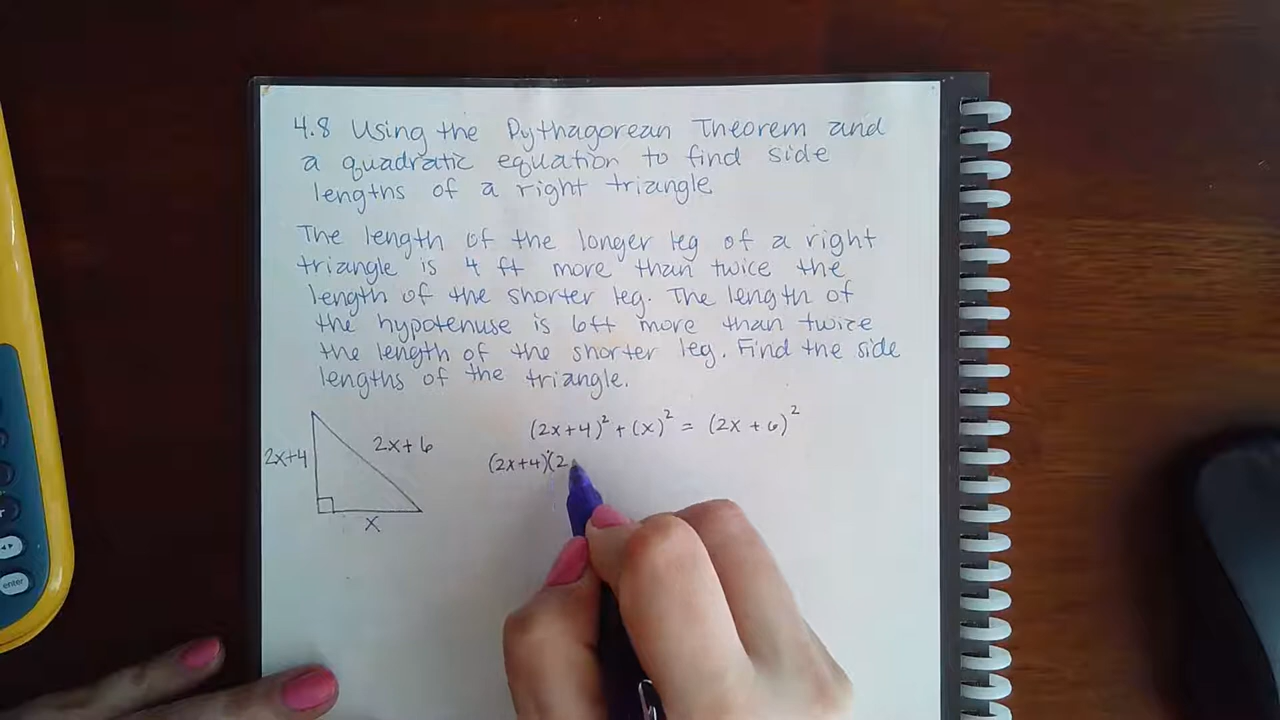 4.8 Using the Pythagorean Theorem and
a quadratic equation to find side
lengths of a right triangle.
The length of the longer leg of a right
triangle is 4 ft more than twice the
length of the shorter leg. The length of
the hypotenuse is 6ft more than twice
the length of the shorter leg. Find the side
lengths of the triangle.
(2x+4)² + (x)² = (2x + 6)²
2x+4
2x+6
(2x+4)(2
x
enter